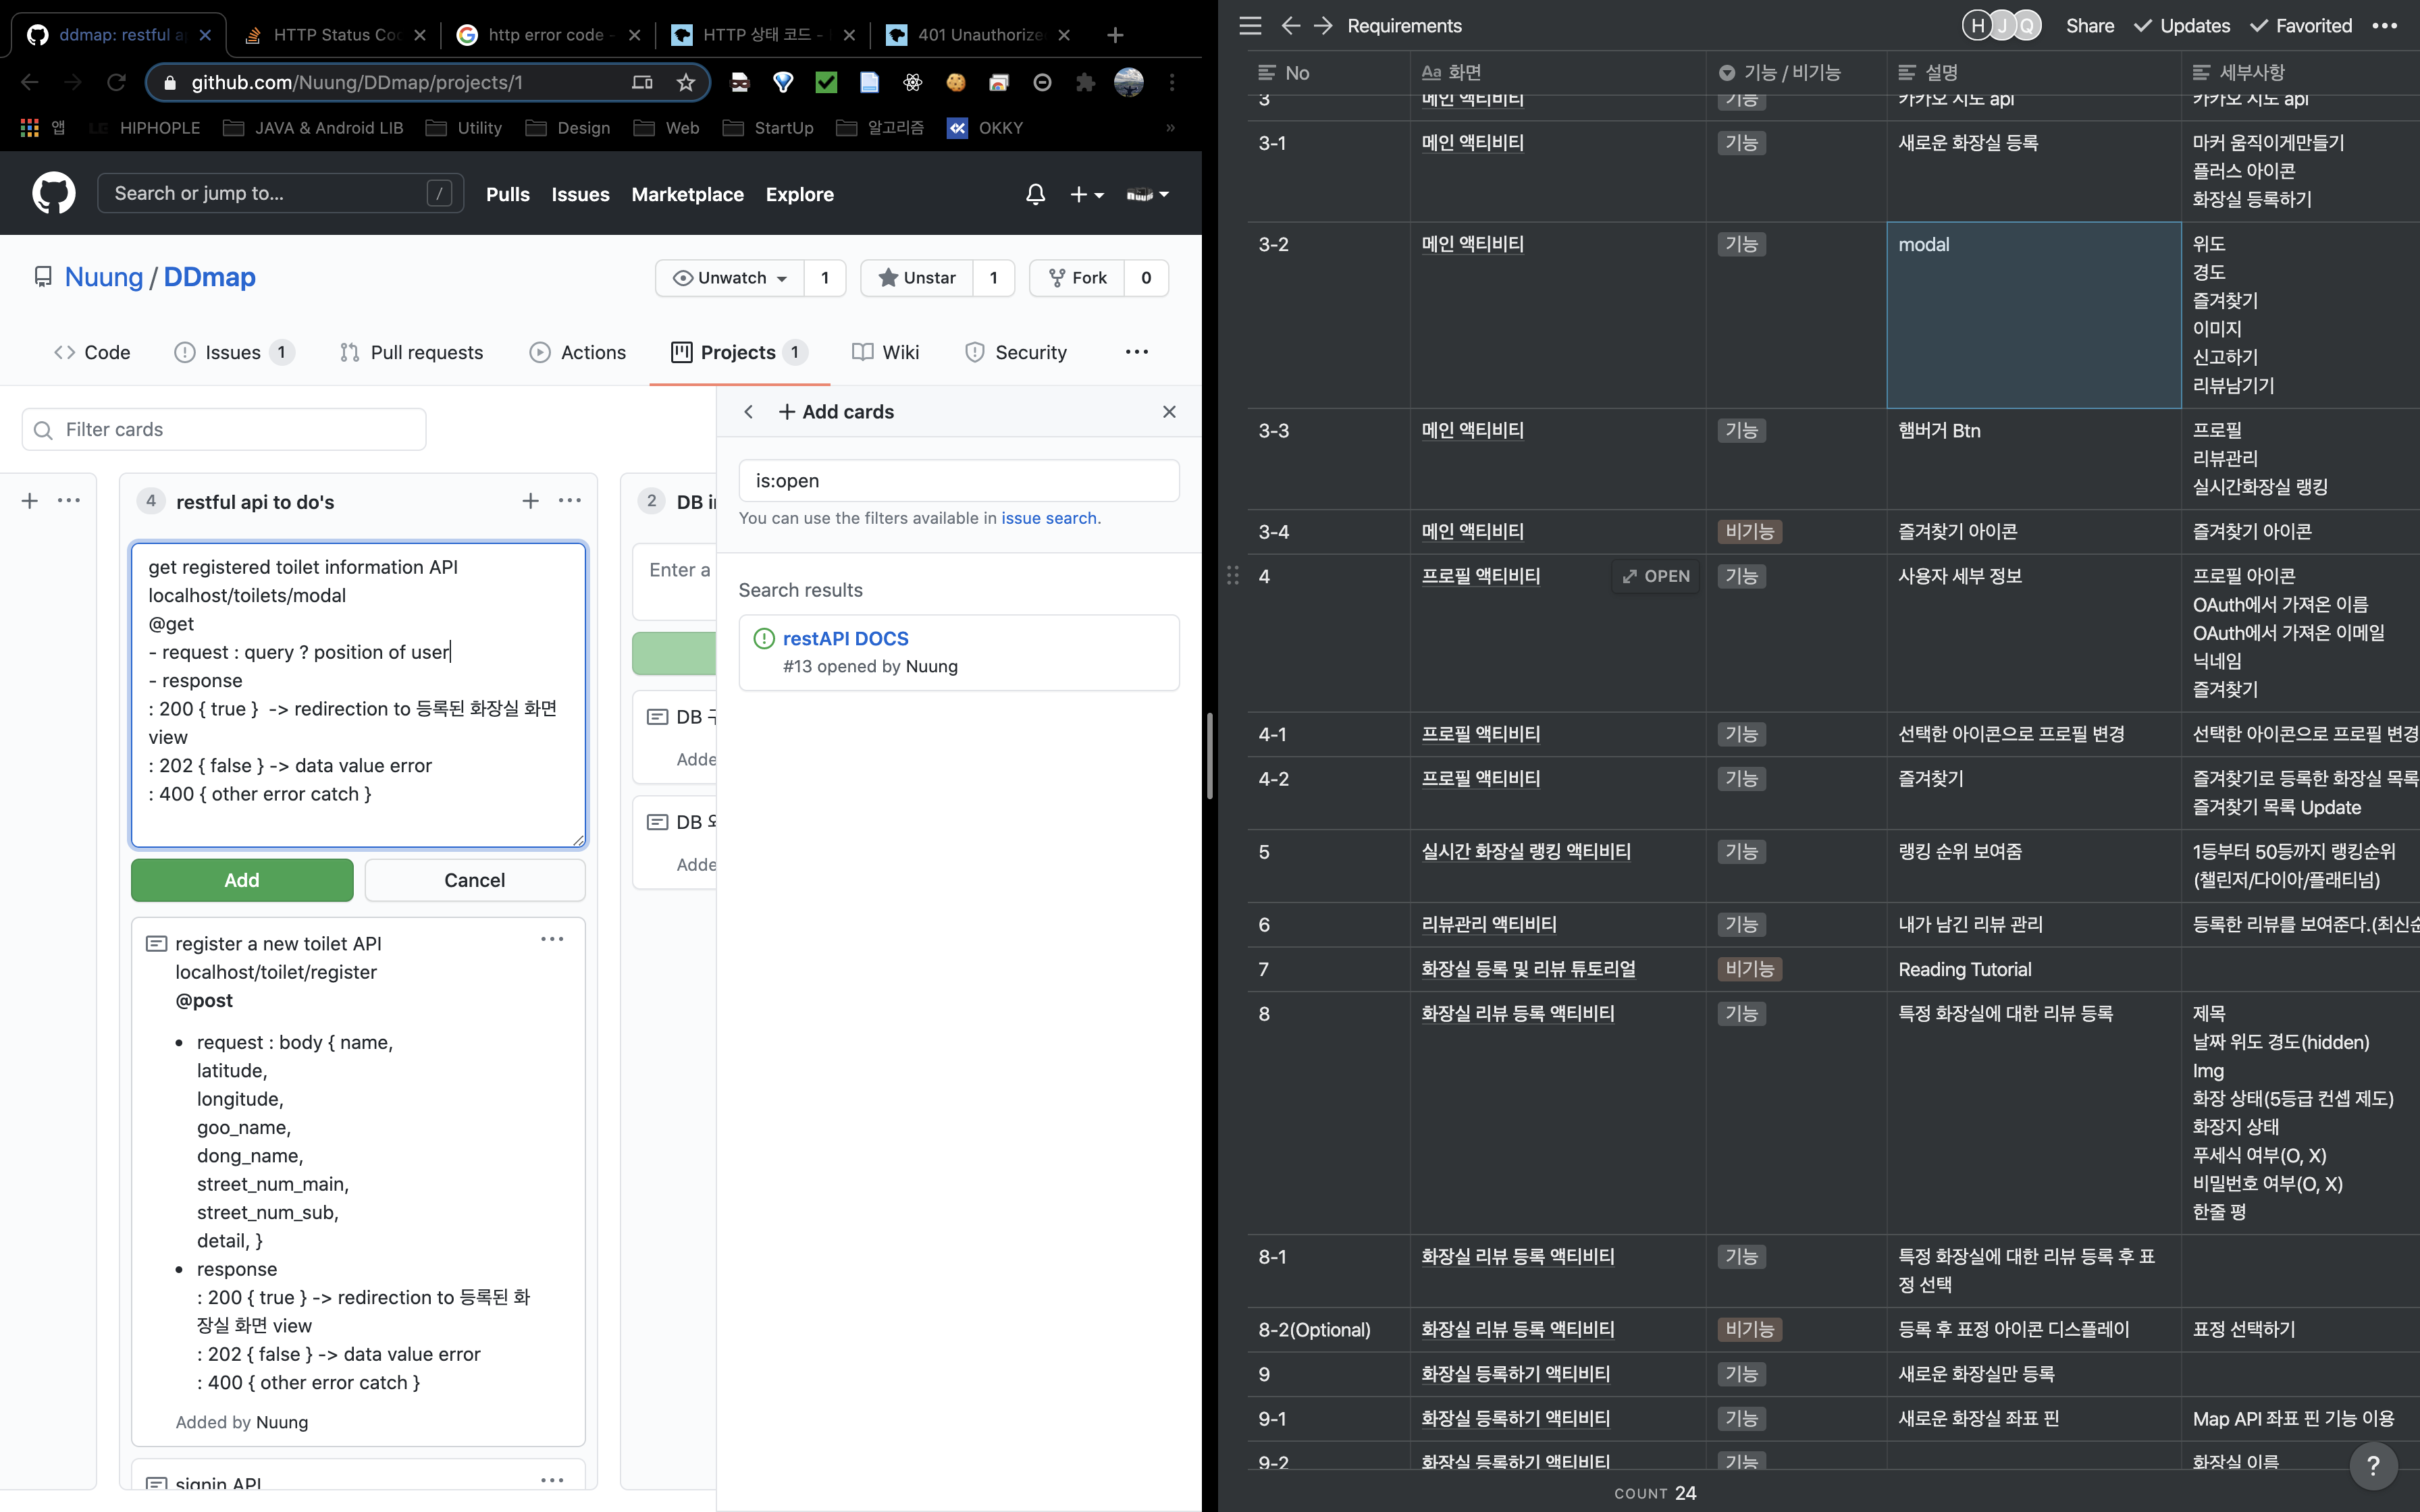 ddmap: restful a
HTTP Status Co
http error code -
HTTP 상태 코드 -
401 Unauthorize
github.com/Nuung/DDmap/projects/1
앱
HIPHOPLE
JAVA & Android LIB
Utility
Design
Web
StartUp
알고리즘
OKKY
»
Search or jump to...
/
Pulls
Issues
Marketplace
Explore
Nuung / DDmap
Unwatch
1
Unstar
1
Fork
0
Code
Issues 1
Pull requests
Actions
Projects 1
Wiki
Security
Filter cards
4 restful api to do's
get registered toilet information API
localhost/toilets/modal
@get
- request : query ? position of user
- response
: 200 { true }  -> redirection to 등록된 화장실 화면
view
: 202 { false } -> data value error
: 400 { other error catch }
Add
Cancel
register a new toilet API
localhost/toilet/register
@post
• request : body { name,
latitude,
longitude,
goo_name,
dong_name,
street_num_main,
street_num_sub,
detail, }
• response
: 200 { true } -> redirection to 등록된 화
장실 화면 view
: 202 { false } -> data value error
: 400 { other error catch }
Added by Nuung
signin API
2 DB
Enter a
DB
Adde
DB
Adde
Add cards
is:open
You can use the filters available in issue search.
Search results
restAPI DOCS
#13 opened by Nuung
Requirements
H J Q
Share
Updates
Favorited
No
Aa 화면
기능 / 비기능
설명
세부사항
3 메인 액티비티 기능 카카오 지도 api 카카오 지도 api
3-1 메인 액티비티 기능 새로운 화장실 등록 마커 움직이게만들기
플러스 아이콘
화장실 등록하기
3-2 메인 액티비티 기능 modal 위도
경도
즐겨찾기
이미지
신고하기
리뷰남기기
3-3 메인 액티비티 기능 햄버거 Btn 프로필
리뷰관리
실시간화장실 랭킹
3-4 메인 액티비티 비기능 즐겨찾기 아이콘 즐겨찾기 아이콘
4 프로필 액티비티 OPEN 기능 사용자 세부 정보 프로필 아이콘
OAuth에서 가져온 이름
OAuth에서 가져온 이메일
닉네임
즐겨찾기
4-1 프로필 액티비티 기능 선택한 아이콘으로 프로필 변경 선택한 아이콘으로 프로필 변경
4-2 프로필 액티비티 기능 즐겨찾기 즐겨찾기로 등록한 화장실 목록
즐겨찾기 목록 Update
5 실시간 화장실 랭킹 액티비티 기능 랭킹 순위 보여줌 1등부터 50등까지 랭킹순위
(챌린저/다이아/플래티넘)
6 리뷰관리 액티비티 기능 내가 남긴 리뷰 관리 등록한 리뷰를 보여준다.(최신순
7 화장실 등록 및 리뷰 튜토리얼 비기능 Reading Tutorial
8 화장실 리뷰 등록 액티비티 기능 특정 화장실에 대한 리뷰 등록 제목
날짜 위도 경도(hidden)
Img
화장 상태(5등급 컨셉 제도)
화장지 상태
푸세식 여부(O, X)
비밀번호 여부(O, X)
한줄 평
8-1 화장실 리뷰 등록 액티비티 기능 특정 화장실에 대한 리뷰 등록 후 표
정 선택
8-2(Optional) 화장실 리뷰 등록 액티비티 비기능 등록 후 표정 아이콘 디스플레이 표정 선택하기
9 화장실 등록하기 액티비티 기능 새로운 화장실만 등록
9-1 화장실 등록하기 액티비티 기능 새로운 화장실 좌표 핀 Map API 좌표 핀 기능 이용
9-2 화장실 등록하기 액티비티 기능 화장실 이름
COUNT 24
?